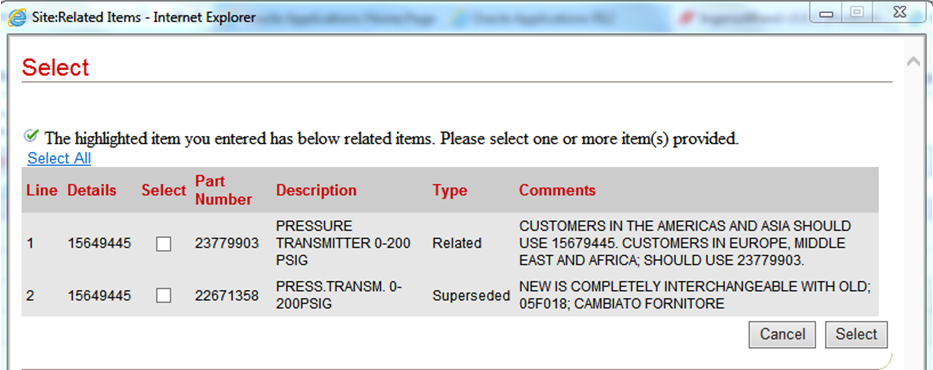 Site:Related Items - Internet Explorer
Select
The highlighted item you entered has below related items. Please select one or more item(s) provided.
Select All
Line Details Select Part Number Description Type Comments
1 15649445 23779903 PRESSURE TRANSMITTER 0-200 PSIG Related CUSTOMERS IN THE AMERICAS AND ASIA SHOULD USE 15679445. CUSTOMERS IN EUROPE, MIDDLE EAST AND AFRICA; SHOULD USE 23779903.
2 15649445 22671358 PRESS.TRANSM. 0-200PSIG Superseded NEW IS COMPLETELY INTERCHANGEABLE WITH OLD; 05F018; CAMBIATO FORNITORE
Cancel Select